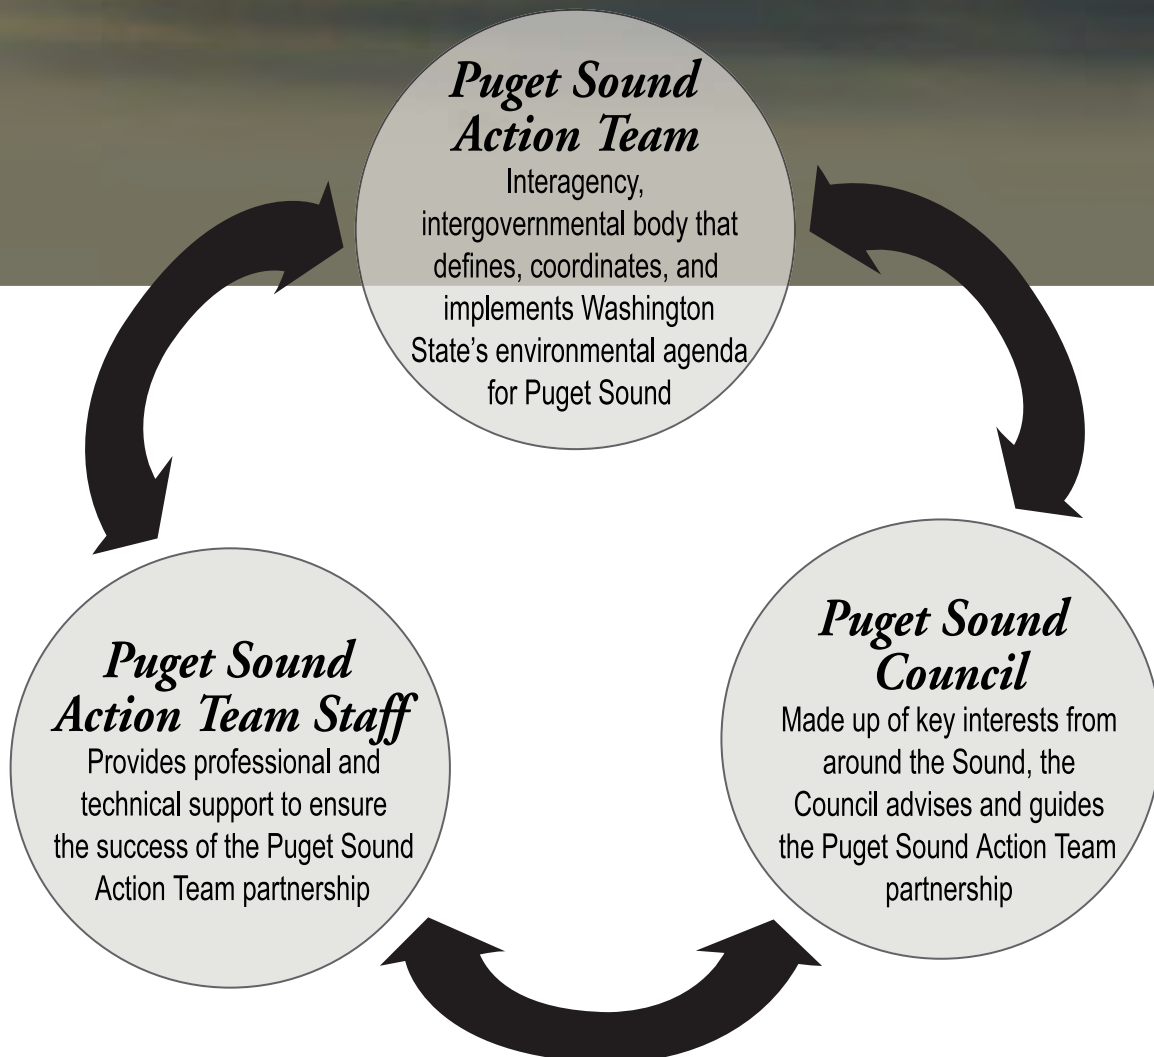 Puget Sound
Action Team
Interagency,
intergovernmental body that
defines, coordinates, and
implements Washington
State’s environmental agenda
for Puget Sound
Puget Sound
Action Team Staff
Provides professional and
technical support to ensure
the success of the Puget Sound
Action Team partnership
Puget Sound
Council
Made up of key interests from
around the Sound, the
Council advises and guides
the Puget Sound Action Team
partnership